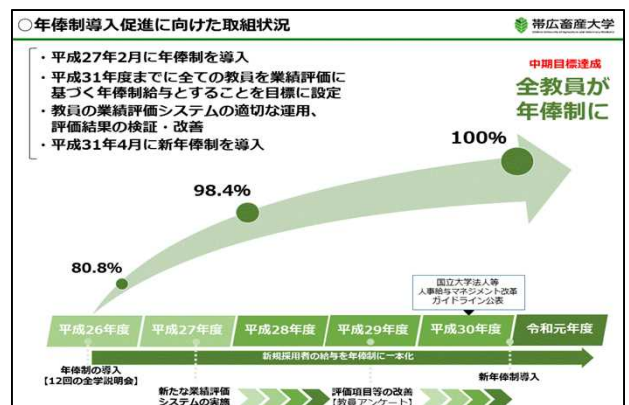 ○年俸制導入促進に向けた取組状況
帯広畜産大学
・平成27年2月に年俸制を導入
・平成31年度までに全ての教員を業績評価に
基づく年俸制給与とすることを目標に設定
・教員の業績評価システムの適切な運用、
評価結果の検証・改善
・平成31年4月に新年俸制を導入
中期目標達成
全教員が
年俸制に
100%
98.4%
80.8%
国立大学法人等
人事給与マネジメント改革
ガイドライン公表
平成26年度
平成27年度
平成28年度
平成29年度
平成30年度
令和元年度
新規採用者の給与を年俸制に一本化
年俸制の導入
【12回の全学説明会】
新たな業績評価
システムの実施
評価項目等の改善
【教員アンケート】
新年俸制導入